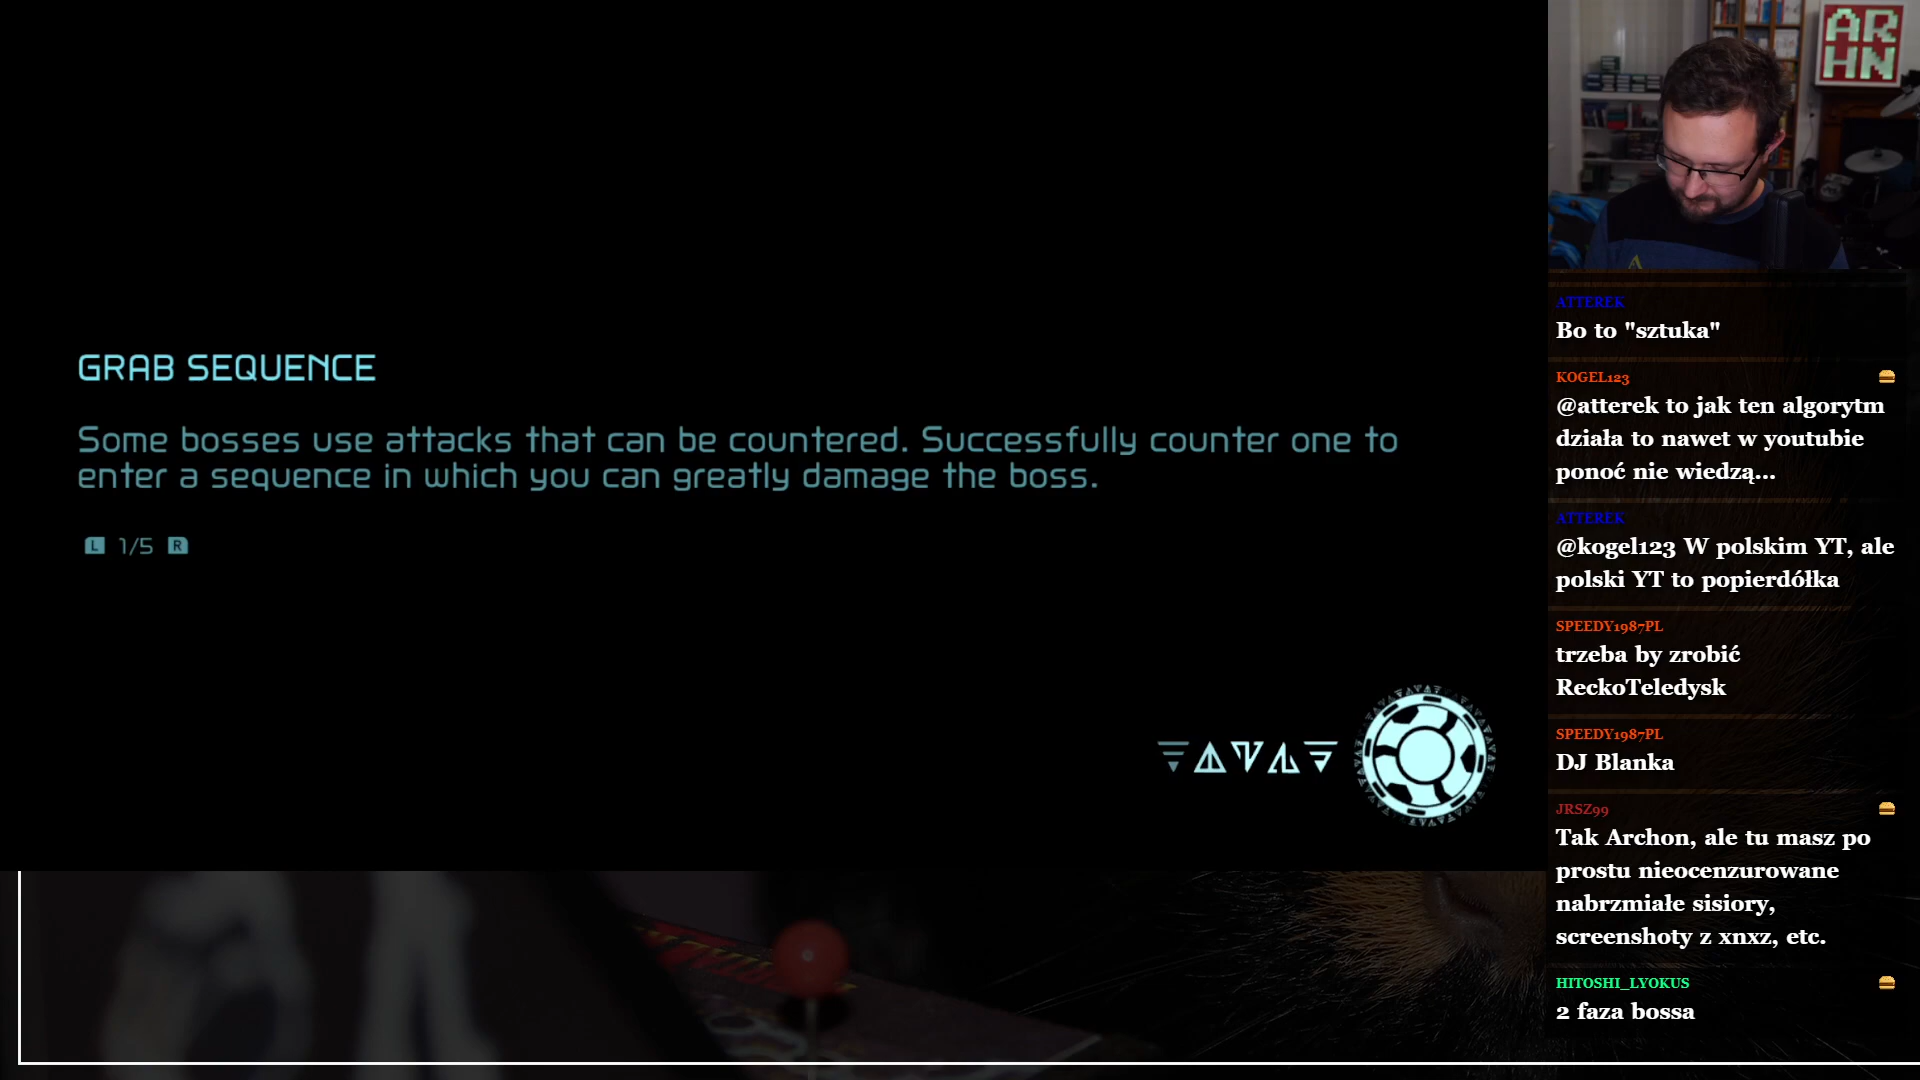 GRAB SEQUENCE
Some bosses use attacks that can be countered. Successfully counter one to
enter a sequence in which you can greatly damage the boss.
L 1/5 R
AR
HN
ATTEREK
Bo to "sztuka"
KOGEL123
@atterek to jak ten algorytm
działa to nawet w youtubie
ponoć nie wiedzą...
ATTEREK
@kogel123 W polskim YT, ale
polski YT to popierdółka
SPEEDY1987PL
trzeba by zrobić
ReckoTeledysk
SPEEDY1987PL
DJ Blanka
JRSZ99
Tak Archon, ale tu masz po
prostu nieocenzurowane
nabrzmiałe sisiory,
screenshoty z xnxz, etc.
HITOSHI_LYOKUS
2 faza bossa